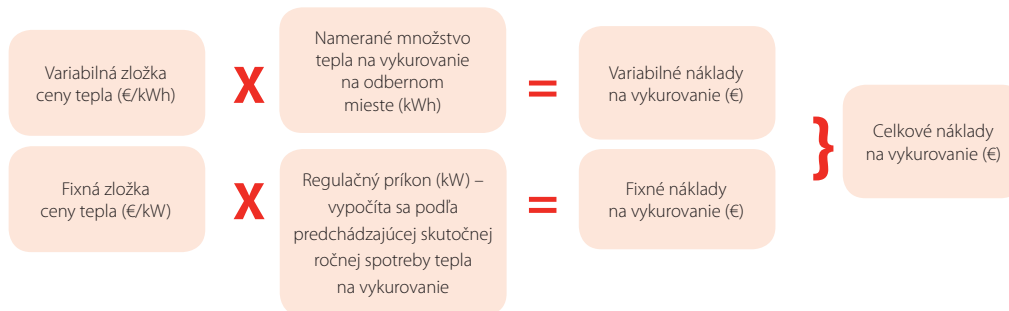 Variabilná zložka
ceny tepla (€/kWh)
X
Namerané množstvo
tepla na vykurovanie
na odbernom
mieste (kWh)
=
Variabilné náklady
na vykurovanie (€)
Fixná zložka
ceny tepla (€/kW)
X
Regulačný príkon (kW) –
vypočíta sa podľa
predchádzajúcej skutočnej
ročnej spotreby tepla
na vykurovanie
=
Fixné náklady
na vykurovanie (€)
}
Celkové náklady
na vykurovanie (€)